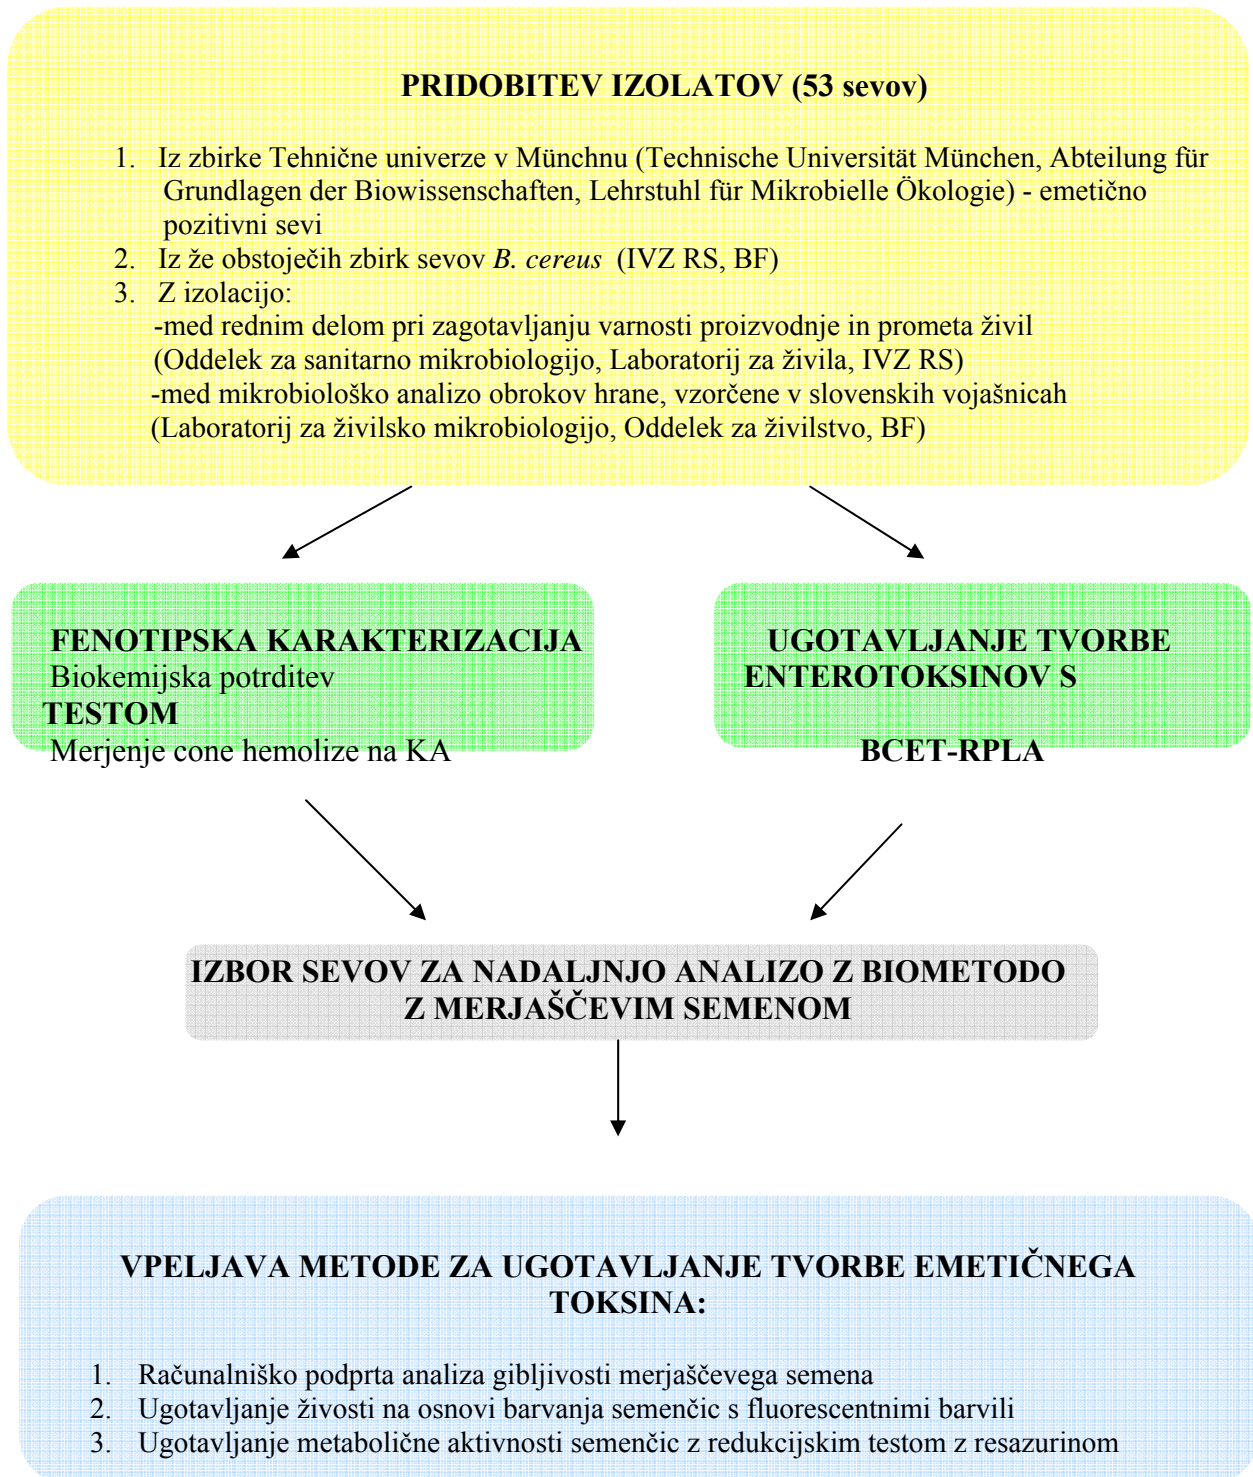 PRIDOBITEV IZOLATOV (53 sevov)
1. Iz zbirke Tehnične univerze v Münchnu (Technische Universität München, Abteilung für
Grundlagen der Biowissenschaften, Lehrstuhl für Mikrobielle Ökologie) - emetično
pozitivni sevi
2. Iz že obstoječih zbirk sevov B. cereus (IVZ RS, BF)
3. Z izolacijo:
-med rednim delom pri zagotavljanju varnosti proizvodnje in prometa živil
(Oddelek za sanitarno mikrobiologijo, Laboratorij za živila, IVZ RS)
-med mikrobiološko analizo obrokov hrane, vzorčene v slovenskih vojašnicah
(Laboratorij za živilsko mikrobiologijo, Oddelek za živilstvo, BF)
FENOTIPSKA KARAKTERIZACIJA
Biokemijska potrditev
TESTOM
Merjenje cone hemolize na KA
UGOTAVLJANJE TVORBE
ENTEROTOKSINOV S
BCET-RPLA
IZBOR SEVOV ZA NADALJNJO ANALIZO Z BIOMETODO
Z MERJAŠČEVIM SEMENOM
VPELJAVA METODE ZA UGOTAVLJANJE TVORBE EMETIČNEGA
TOKSINA:
1. Računalniško podprta analiza gibljivosti merjaščevega semena
2. Ugotavljanje živosti na osnovi barvanja semenčic s fluorescentnimi barvili
3. Ugotavljanje metabolične aktivnosti semenčic z redukcijskim testom z resazurinom